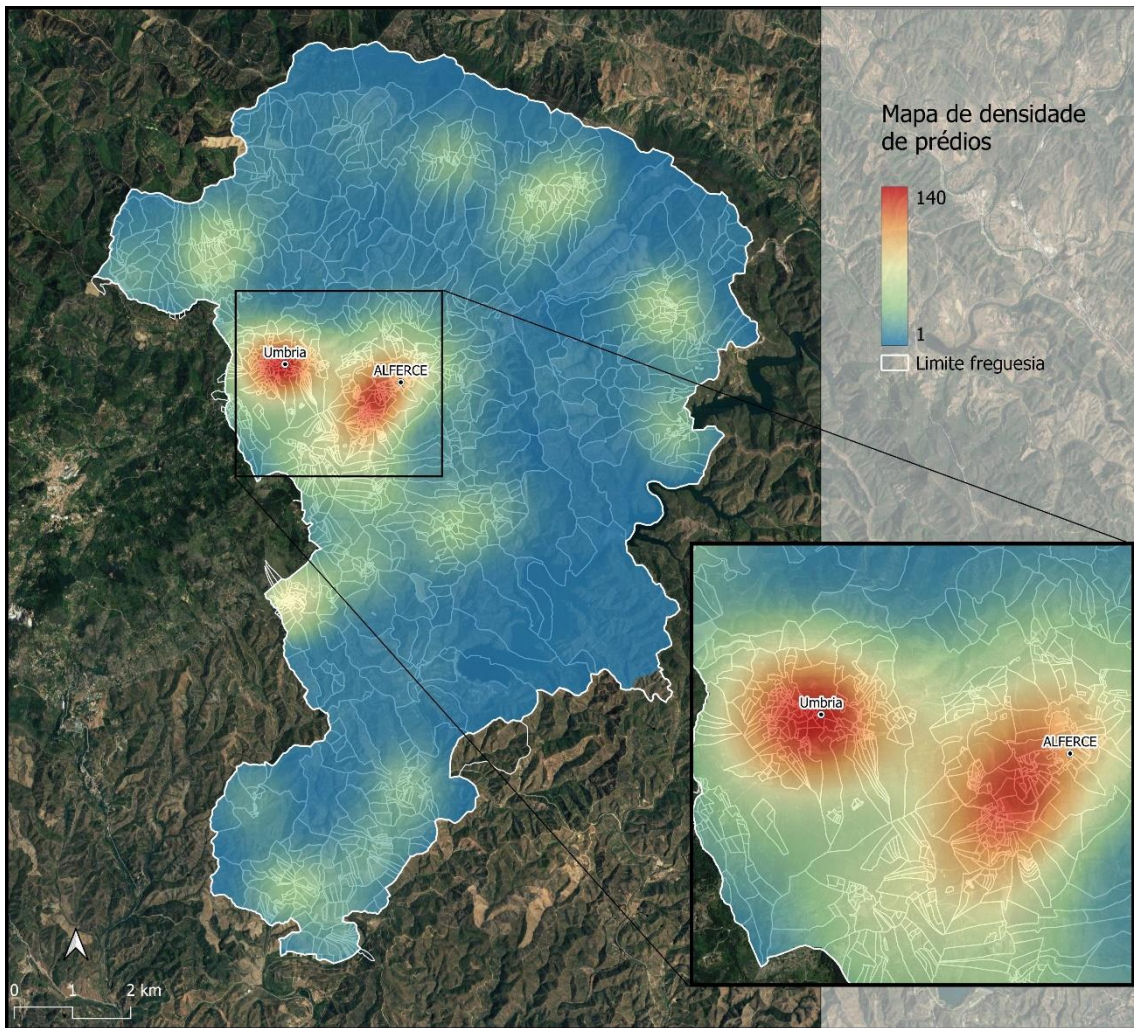 Mapa de densidade
de prédios
140
1
Limite freguesia
Umbria
ALFERCE
Umbria
ALFERCE
0 1 2 km